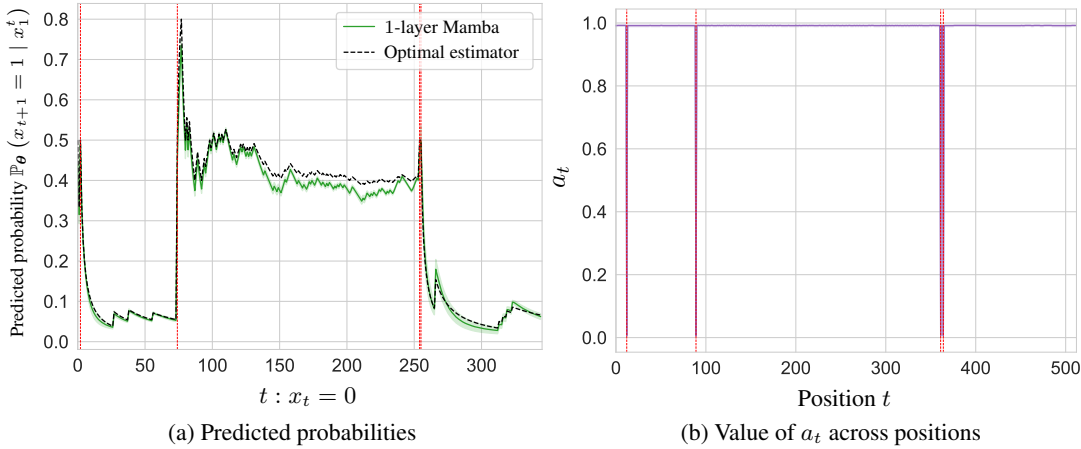 Predicted probability ℙ_θ (x_{t+1} = 1 | x_1^t)
0.8
0.7
0.6
0.5
0.4
0.3
0.2
0.1
0.0
1-layer Mamba
Optimal estimator
0 50 100 150 200 250 300
t : x_t = 0
(a) Predicted probabilities
a_t
1.0
0.8
0.6
0.4
0.2
0.0
0 100 200 300 400 500
Position t
(b) Value of a_t across positions